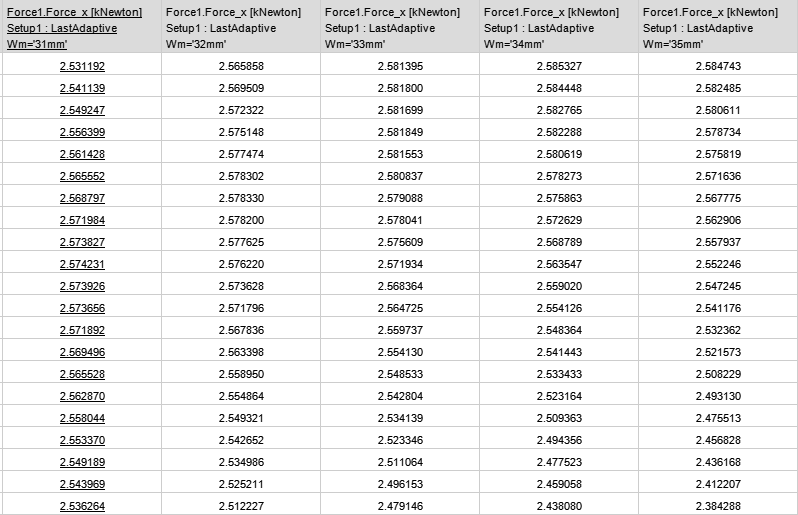 Force1.Force_x [kNewton] Force1.Force_x [kNewton] Force1.Force_x [kNewton] Force1.Force_x [kNewton] Force1.Force_x [kNewton]
Setup1 : LastAdaptive Setup1 : LastAdaptive Setup1 : LastAdaptive Setup1 : LastAdaptive Setup1 : LastAdaptive
Wm='31mm' Wm='32mm' Wm='33mm' Wm='34mm' Wm='35mm'
2.531192 2.565858 2.581395 2.585327 2.584743
2.541139 2.569509 2.581800 2.584448 2.582485
2.549247 2.572322 2.581699 2.582765 2.580611
2.556399 2.575148 2.581849 2.582288 2.578734
2.561428 2.577474 2.581553 2.580619 2.575819
2.565552 2.578302 2.580837 2.578273 2.571636
2.568797 2.578330 2.579088 2.575863 2.567775
2.571984 2.578200 2.578041 2.572629 2.562906
2.573827 2.577625 2.575609 2.568789 2.557937
2.574231 2.576220 2.571934 2.563547 2.552246
2.573926 2.573628 2.568364 2.559020 2.547245
2.573656 2.571796 2.564725 2.554126 2.541176
2.571892 2.567836 2.559737 2.548364 2.532362
2.569496 2.563398 2.554130 2.541443 2.521573
2.565528 2.558950 2.548533 2.533433 2.508229
2.562870 2.554864 2.542804 2.523164 2.493130
2.558044 2.549321 2.534139 2.509363 2.475513
2.553370 2.542652 2.523346 2.494356 2.456828
2.549189 2.534986 2.511064 2.477523 2.436168
2.543969 2.525211 2.496153 2.459058 2.412207
2.536264 2.512227 2.479146 2.438080 2.384288